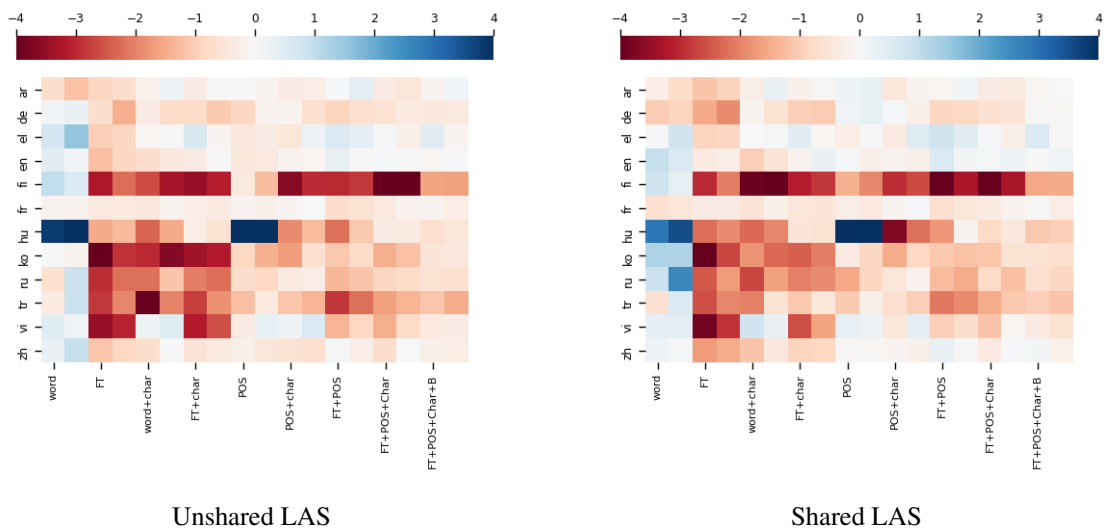 −4 −3 −2 −1 0 1 2 3 4
ar
de
el
en
fi
fr
hu
ko
ru
tr
vi
zh
word FT word+char FT+char POS POS+char FT+POS FT+POS+Char FT+POS+Char+B
Unshared LAS
−4 −3 −2 −1 0 1 2 3 4
ar
de
el
en
fi
fr
hu
ko
ru
tr
vi
zh
word FT word+char FT+char POS POS+char FT+POS FT+POS+Char FT+POS+Char+B
Shared LAS